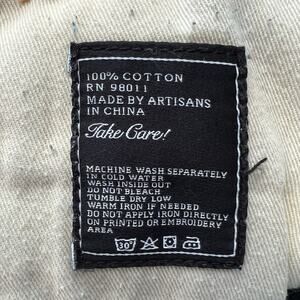 100% COTTON
RN 98011
MADE BY ARTISANS
IN CHINA
Take Care!
MACHINE WASH SEPARATELY
IN COLD WATER
WASH INSIDE OUT
DO NOT BLEACH
TUMBLE DRY LOW
WARM IRON IF NEEDED
DO NOT APPLY IRON DIRECTLY
ON PRINTED OR EMBROIDERY
AREA
30°